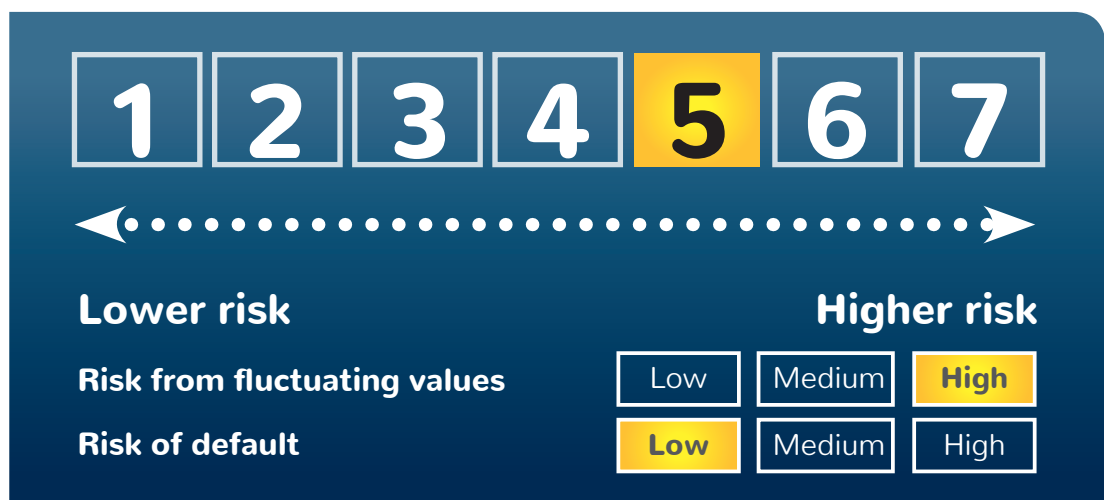 1 2 3 4 5 6 7
Lower risk Higher risk
Risk from fluctuating values Low Medium High
Risk of default Low Medium High